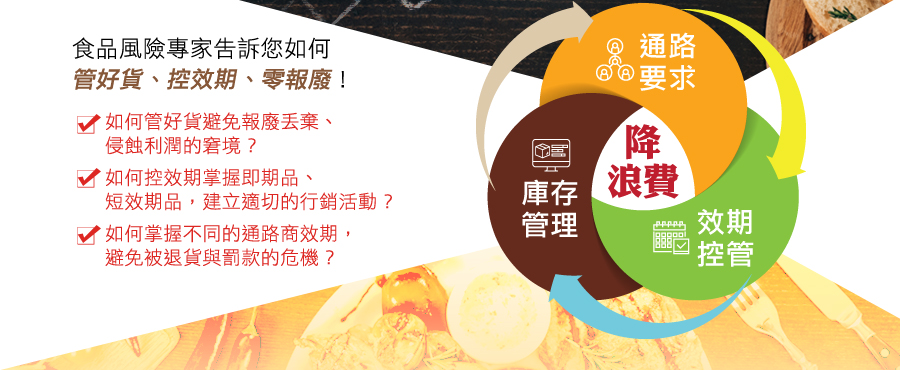 食品風險專家告訴您如何
管好貨、控效期、零報廢！
如何管好貨避免報廢丟棄、
侵蝕利潤的窘境？
如何控效期掌握即期品、
短效期品，建立適切的行銷活動？
如何掌握不同的通路商效期，
避免被退貨與罰款的危機？
通路
要求
降
浪費
庫存
管理
效期
控管